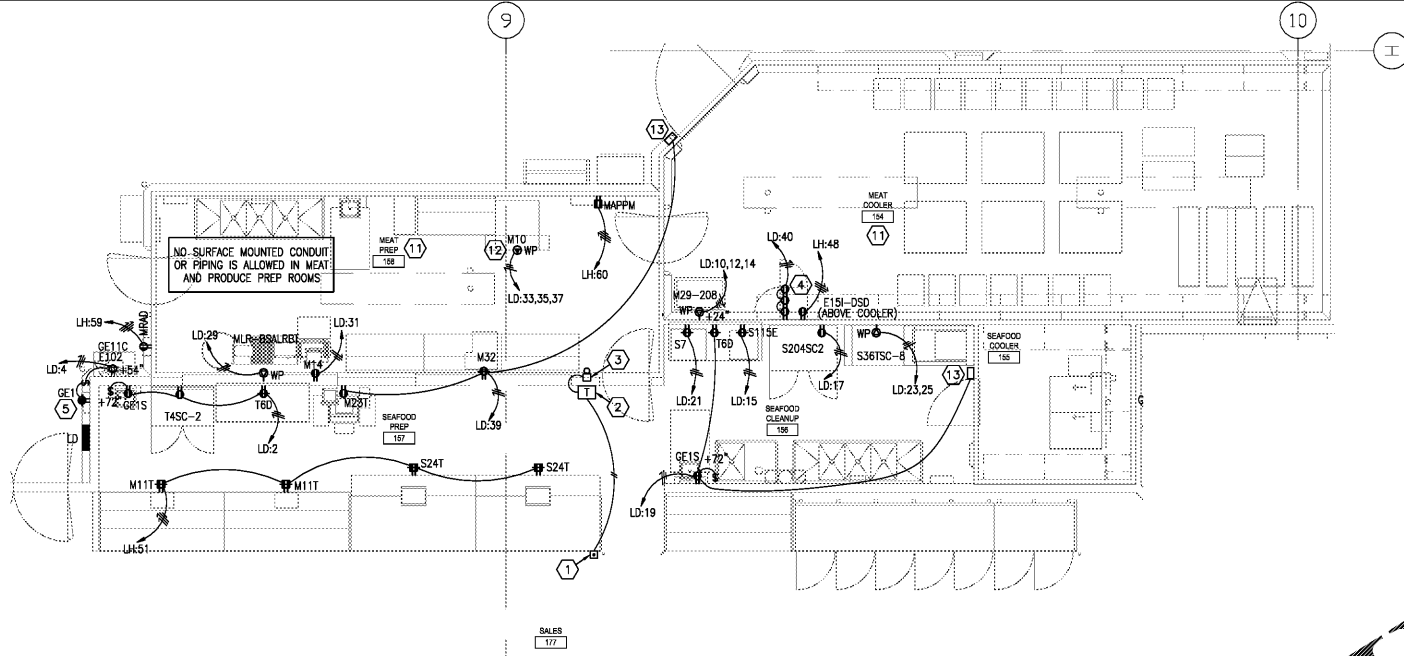 9
10
H
13
MAPPM
MEAT
COOLER
154
11
MEAT
PREP
168
11
12
MTO
WP
NO SURFACE MOUNTED CONDUIT
OR PIPING IS ALLOWED IN MEAT
AND PRODUCE PREP ROOMS
LD:40
LH:48
LH:60
LD:10,12,14
4
M29-208
WP
+24"
E15I-DSD
(ABOVE COOLER)
LD:33,35,37
LH:59
MRAD
LD:29
MLR-BSALRBT
LD:31
S7
T6D
S115E
S204SC2
WP
S36TSC-8
SEAFOOD
COOLER
155
GE11C
E102
+54"
LD:4
M14
M32
3
WP
13
GE1
5
+72"
GE1S
$
T4SC-2
T6D
M23T
T
2
LD:21
LD:15
LD:17
LD:23,25
SEAFOOD
PREP
157
LD:39
SEAFOOD
CLEANUP
156
LD
LD:2
GE1S
+72"
$
S24T
S24T
M11T
M11T
LD:19
LH:51
1
SALES
177